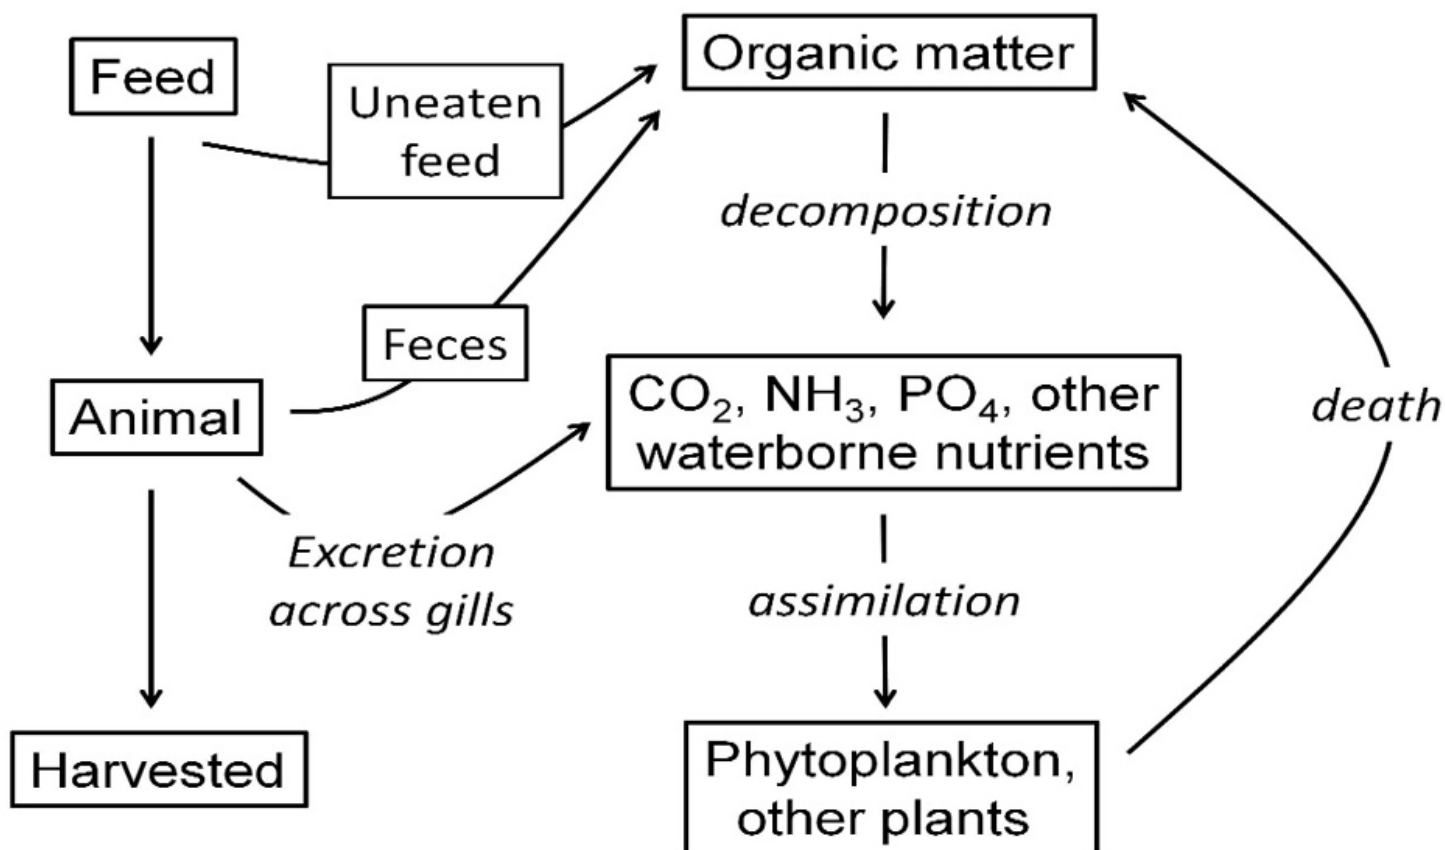 Feed
Uneaten
feed
Organic matter
decomposition
Feces
Animal
CO₂, NH₃, PO₄, other
waterborne nutrients
death
Excretion
across gills
assimilation
Harvested
Phytoplankton,
other plants